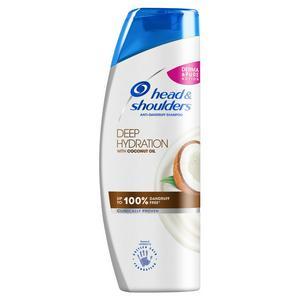 DERMA
& PURE
ACTION
head&
shoulders
ANTI-DANDRUFF SHAMPOO
DEEP
HYDRATION
WITH COCONUT OIL
UP
TO
100%
DANDRUFF
FREE*
CLINICALLY PROVEN